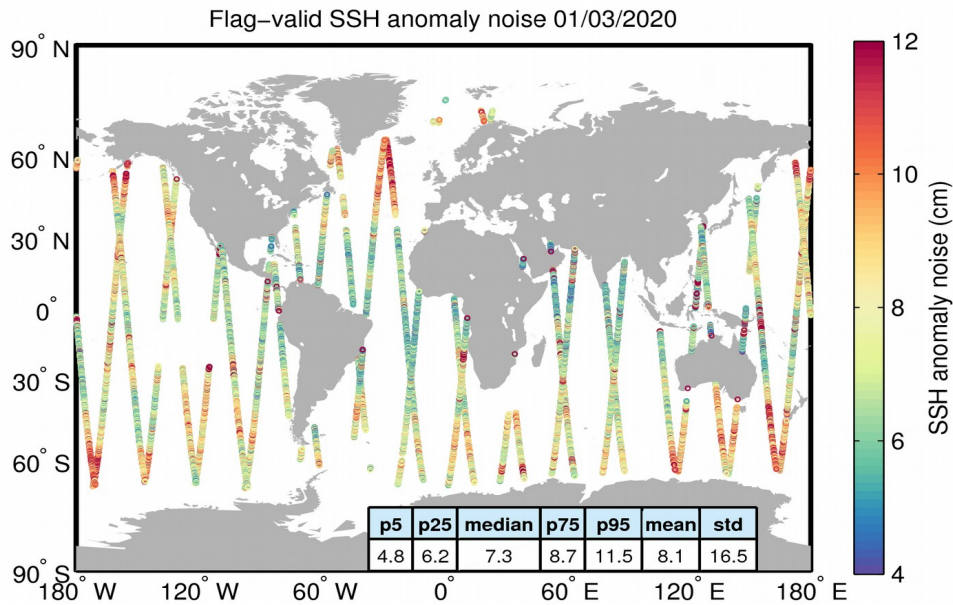 Flag−valid SSH anomaly noise 01/03/2020
90° N
60° N
30° N
0°
30° S
60° S
90° S
180° W
120° W
60° W
0°
60° E
120° E
180° E
p5 p25 median p75 p95 mean std
4.8 6.2 7.3 8.7 11.5 8.1 16.5
12
10
8
6
4
SSH anomaly noise (cm)